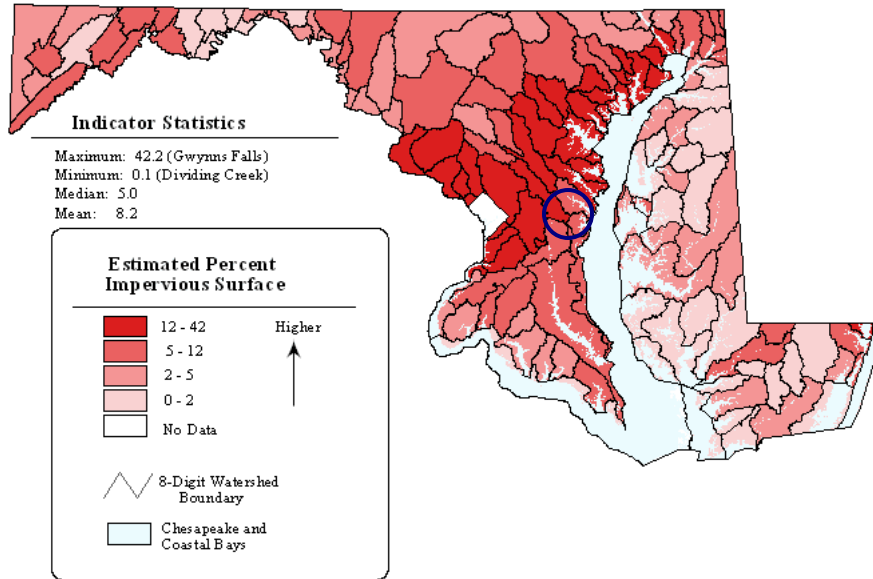 Indicator Statistics
Maximum: 42.2 (Gwynns Falls)
Minimum: 0.1 (Dividing Creek)
Median: 5.0
Mean: 8.2
Estimated Percent
Impervious Surface
12 - 42
Higher
5 - 12
2 - 5
0 - 2
No Data
8-Digit Watershed
Boundary
Chesapeake and
Coastal Bays